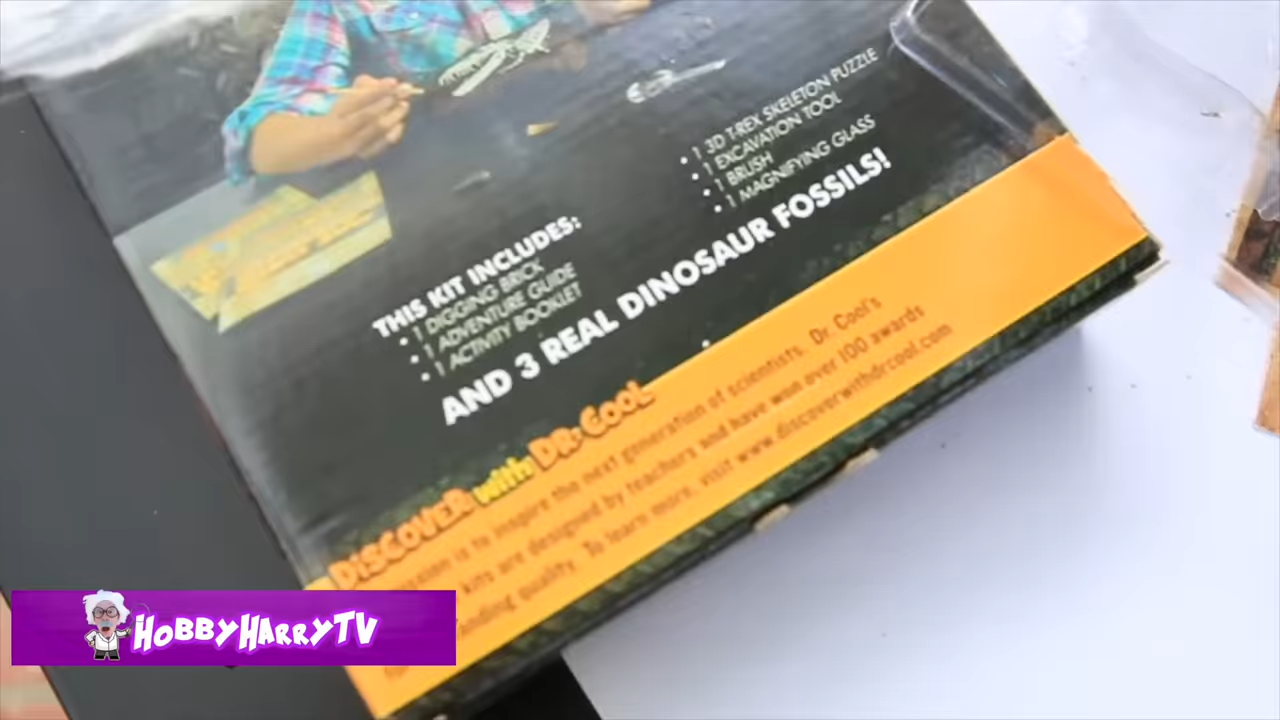 THIS KIT INCLUDES:
• 1 DIGGING BRICK
• 1 ADVENTURE GUIDE
• 1 ACTIVITY BOOKLET
• 1 3D T-REX SKELETON PUZZLE
• 1 EXCAVATION TOOL
• 1 BRUSH
• 1 MAGNIFYING GLASS
AND 3 REAL DINOSAUR FOSSILS!
DISCOVER with DR. COOL
is to inspire the next generation of scientists. Dr. Cool's
kits are designed by teachers and have won over 100 awards
quality. To learn more, visit www.discoverwithdrcool.com
HOBBYHARRYTV